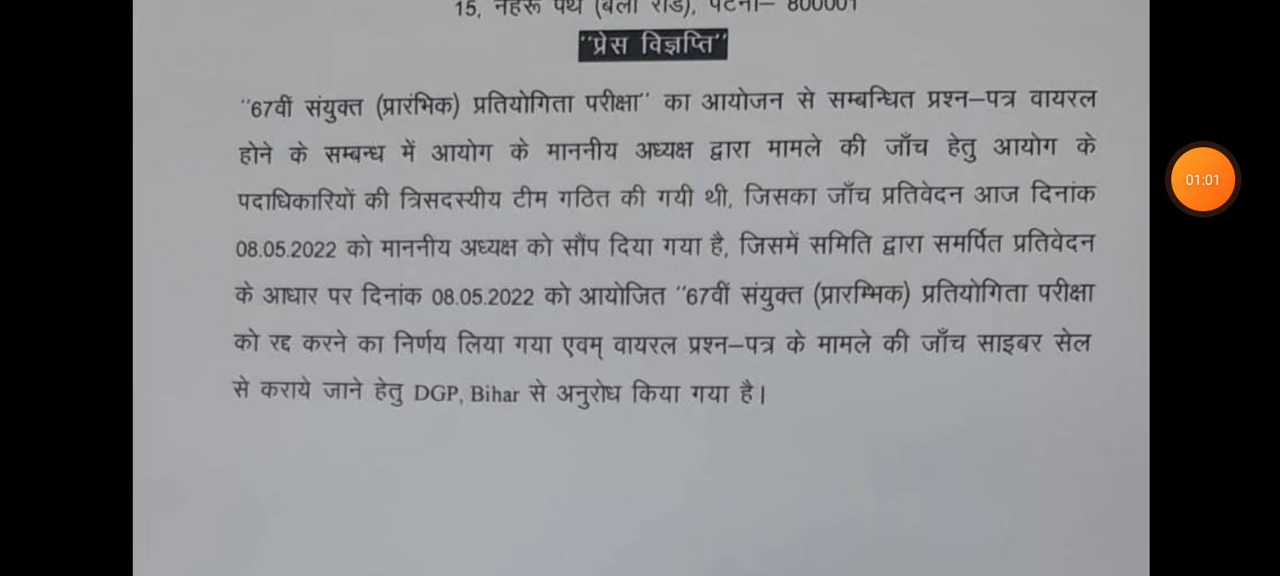 15, नेहरू पथ (बेली रोड), पटना– 800001
"प्रेस विज्ञप्ति"
"67वीं संयुक्त (प्रारंभिक) प्रतियोगिता परीक्षा" का आयोजन से सम्बन्धित प्रश्न–पत्र वायरल
होने के सम्बन्ध में आयोग के माननीय अध्यक्ष द्वारा मामले की जाँच हेतु आयोग के
पदाधिकारियों की त्रिसदस्यीय टीम गठित की गयी थी, जिसका जाँच प्रतिवेदन आज दिनांक
08.05.2022 को माननीय अध्यक्ष को सौंप दिया गया है, जिसमें समिति द्वारा समर्पित प्रतिवेदन
के आधार पर दिनांक 08.05.2022 को आयोजित "67वीं संयुक्त (प्रारम्भिक) प्रतियोगिता परीक्षा
को रद्द करने का निर्णय लिया गया एवम् वायरल प्रश्न–पत्र के मामले की जाँच साइबर सेल
से कराये जाने हेतु DGP, Bihar से अनुरोध किया गया है।
01:01